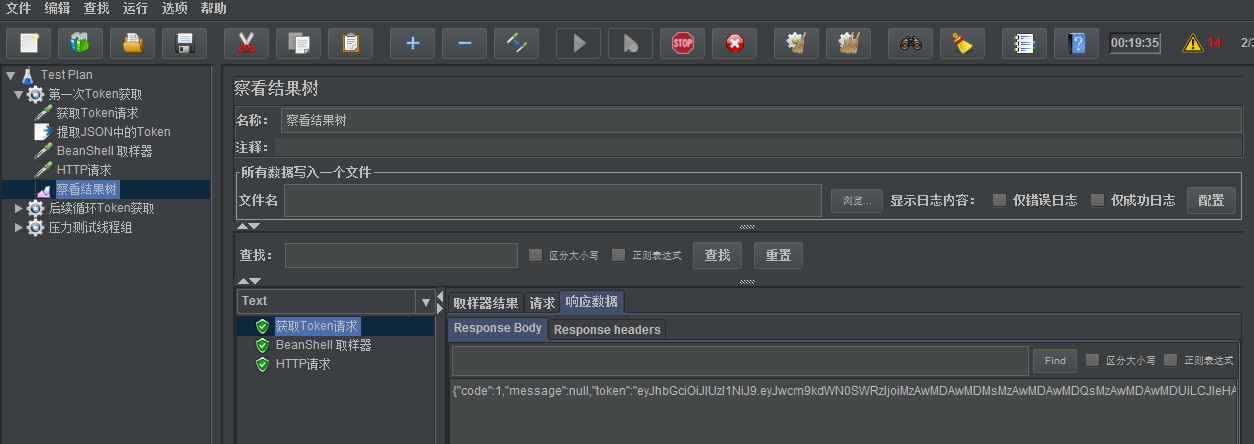 文件 编辑 查找 运行 选项 帮助
STOP 00:19:35 14 2/3
Test Plan
第一次Token获取
获取Token请求
提取JSON中的Token
BeanShell 取样器
HTTP请求
察看结果树
后续循环Token获取
压力测试线程组
察看结果树
名称： 察看结果树
注释：
所有数据写入一个文件
文件名 浏览... 显示日志内容： 仅错误日志 仅成功日志 配置
查找： 区分大小写 正则表达式 查找 重置
Text
获取Token请求
BeanShell 取样器
HTTP请求
取样器结果 请求 响应数据
Response Body Response headers
Find 区分大小写 正则表达式
{"code":1,"message":null,"token":"eyJhbGciOiJIUzI1NiJ9.eyJwcm9kdWN0SWRzIjoiMzAwMDAwMDMsMzAwMDAwMDQsMzAwMDAwMDUiLCJleHA